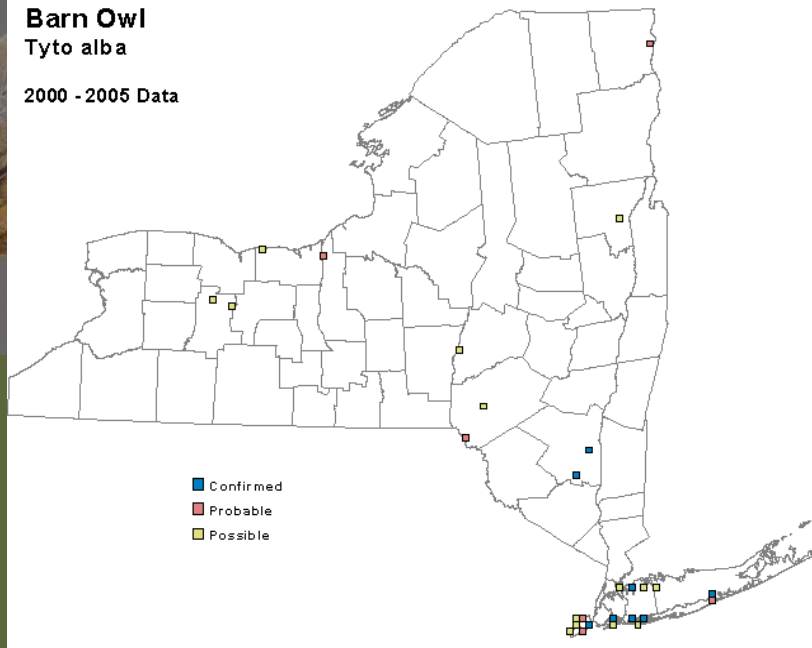 Barn Owl
Tyto alba
2000 - 2005 Data
Confirmed
Probable
Possible